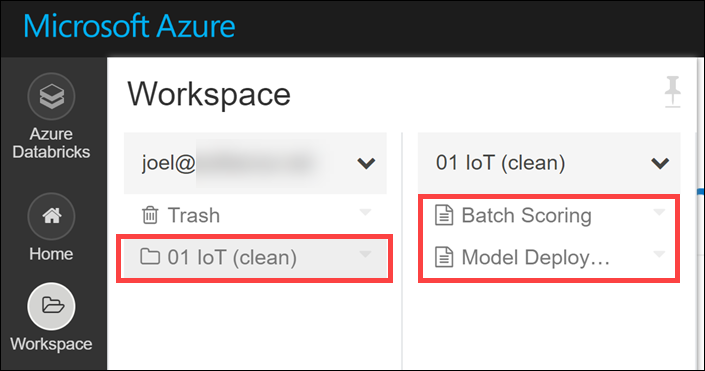 Microsoft Azure
Azure
Databricks
Home
Workspace
Workspace
joel@
Trash
01 IoT (clean)
01 IoT (clean)
Batch Scoring
Model Deploy…